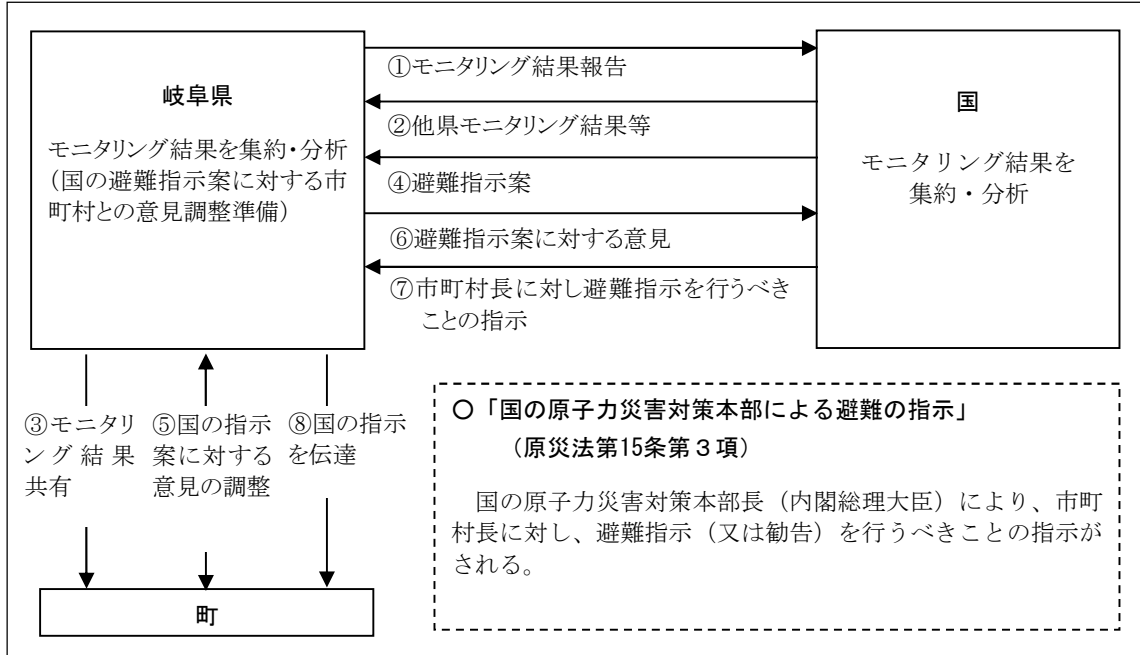 岐阜県
モニタリング結果を集約・分析
（国の避難指示案に対する市
町村との意見調整準備）
①モニタリング結果報告
②他県モニタリング結果等
④避難指示案
⑥避難指示案に対する意見
⑦市町村長に対し避難指示を行うべき
ことの指示
国
モニタリング結果を
集約・分析
③モニタリ
ング結果
共有
⑤国の指示
案に対する
意見の調整
⑧国の指示
を伝達
町
○「国の原子力災害対策本部による避難の指示」
（原災法第15条第３項）
国の原子力災害対策本部長（内閣総理大臣）により、市町
村長に対し、避難指示（又は勧告）を行うべきことの指示が
される。